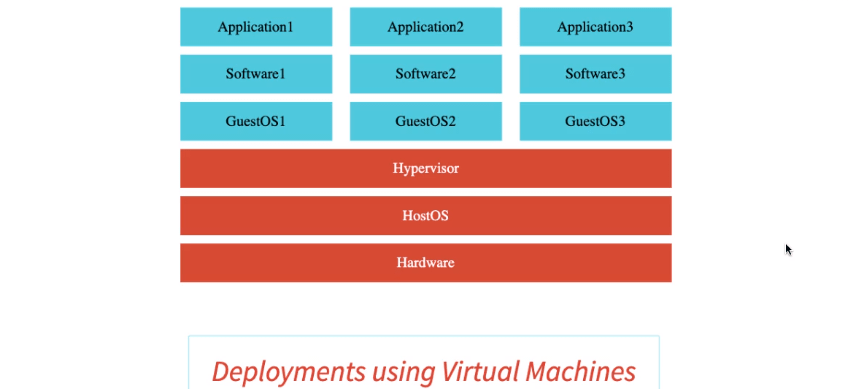 Application1 Application2 Application3
Software1 Software2 Software3
GuestOS1 GuestOS2 GuestOS3
Hypervisor
HostOS
Hardware
Deployments using Virtual Machines